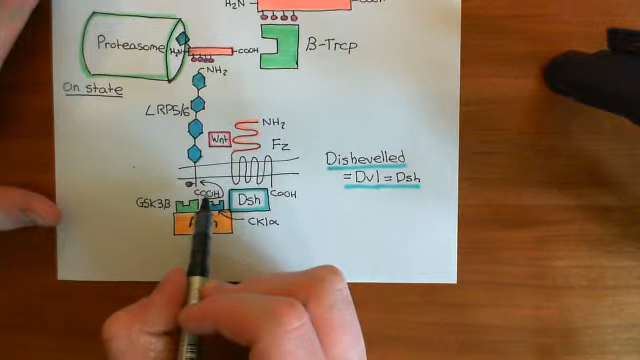 H₂N
COOH
Proteasome
H₂N
COOH
β-Trcp
NH₂
On state
LRP5/6
NH₂
Wnt
Fz
Dishevelled
= Dvl = Dsh
COOH
COOH
GSK3β
Dsh
CK1α